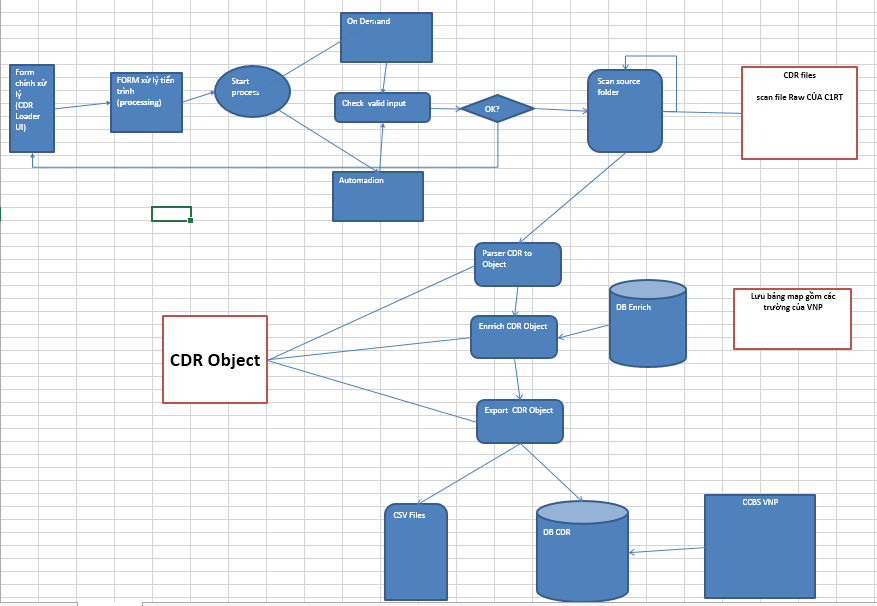 On Demand
Form
chính xử
lý
(CDR
Loader
UI)
FORM xử lý tiến
trình
(processing)
Start
process
Check valid input
OK?
Scan source
folder
CDR files
scan file Raw CỦA C1RT
Automadion
Parser CDR to
Object
DB Enrich
Lưu bảng map gồm các
trường của VNP
Enrrich CDR Object
CDR Object
Export CDR Object
CSV Files
DB CDR
CCBS VNP